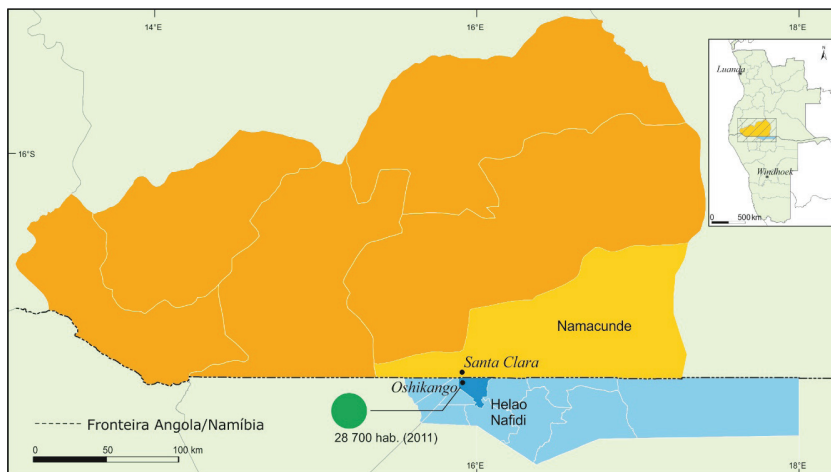 14°E
16°E
18°E
N
Luanda
16°S
Windhoek
0 500 km
Namacunde
Santa Clara
Oshikango
Helao
Nafidi
Fronteira Angola/Namíbia
28 700 hab. (2011)
0 50 100 km
16°E
18°E